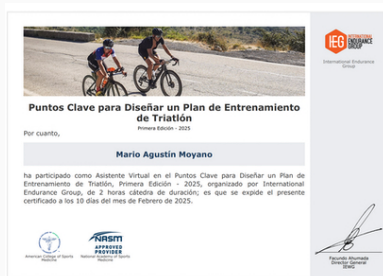 IEG INTERNATIONAL
ENDURANCE
GROUP
International Endurance
Group
Puntos Clave para Diseñar un Plan de Entrenamiento
de Triatlón
Primera Edición - 2025
Por cuanto,
Mario Agustín Moyano
ha participado como Asistente Virtual en el Puntos Clave para Diseñar un Plan de
Entrenamiento de Triatlón, Primera Edición - 2025, organizado por International
Endurance Group, de 2 horas cátedra de duración; es que se expide el presente
certificado a los 10 días del mes de Febrero de 2025.
American College of Sports
Medicine
NASM
APPROVED
PROVIDER
National Academy of Sports
Medicine
Facundo Ahumada
Director General